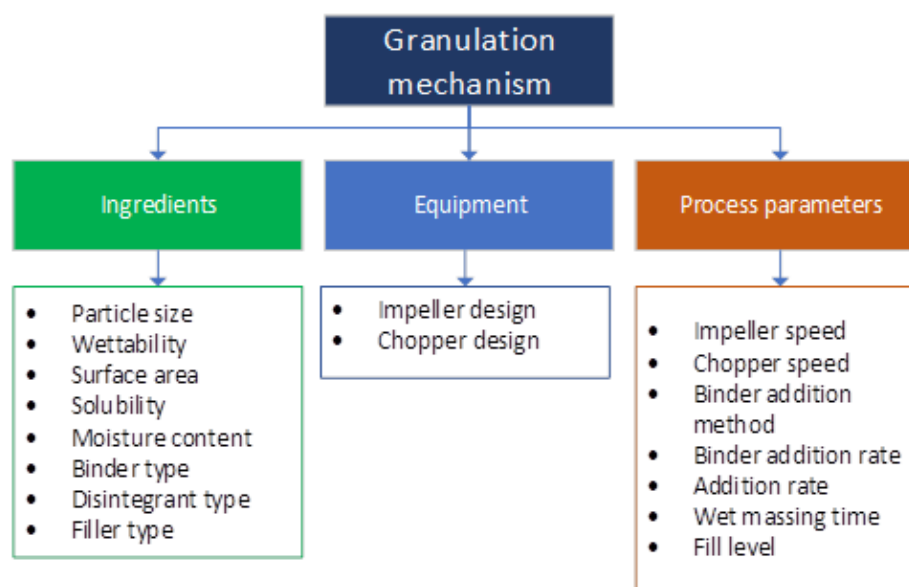 Granulation
mechanism
Ingredients
Equipment
Process parameters
• Particle size
• Wettability
• Surface area
• Solubility
• Moisture content
• Binder type
• Disintegrant type
• Filler type
• Impeller design
• Chopper design
• Impeller speed
• Chopper speed
• Binder addition
method
• Binder addition rate
• Addition rate
• Wet massing time
• Fill level